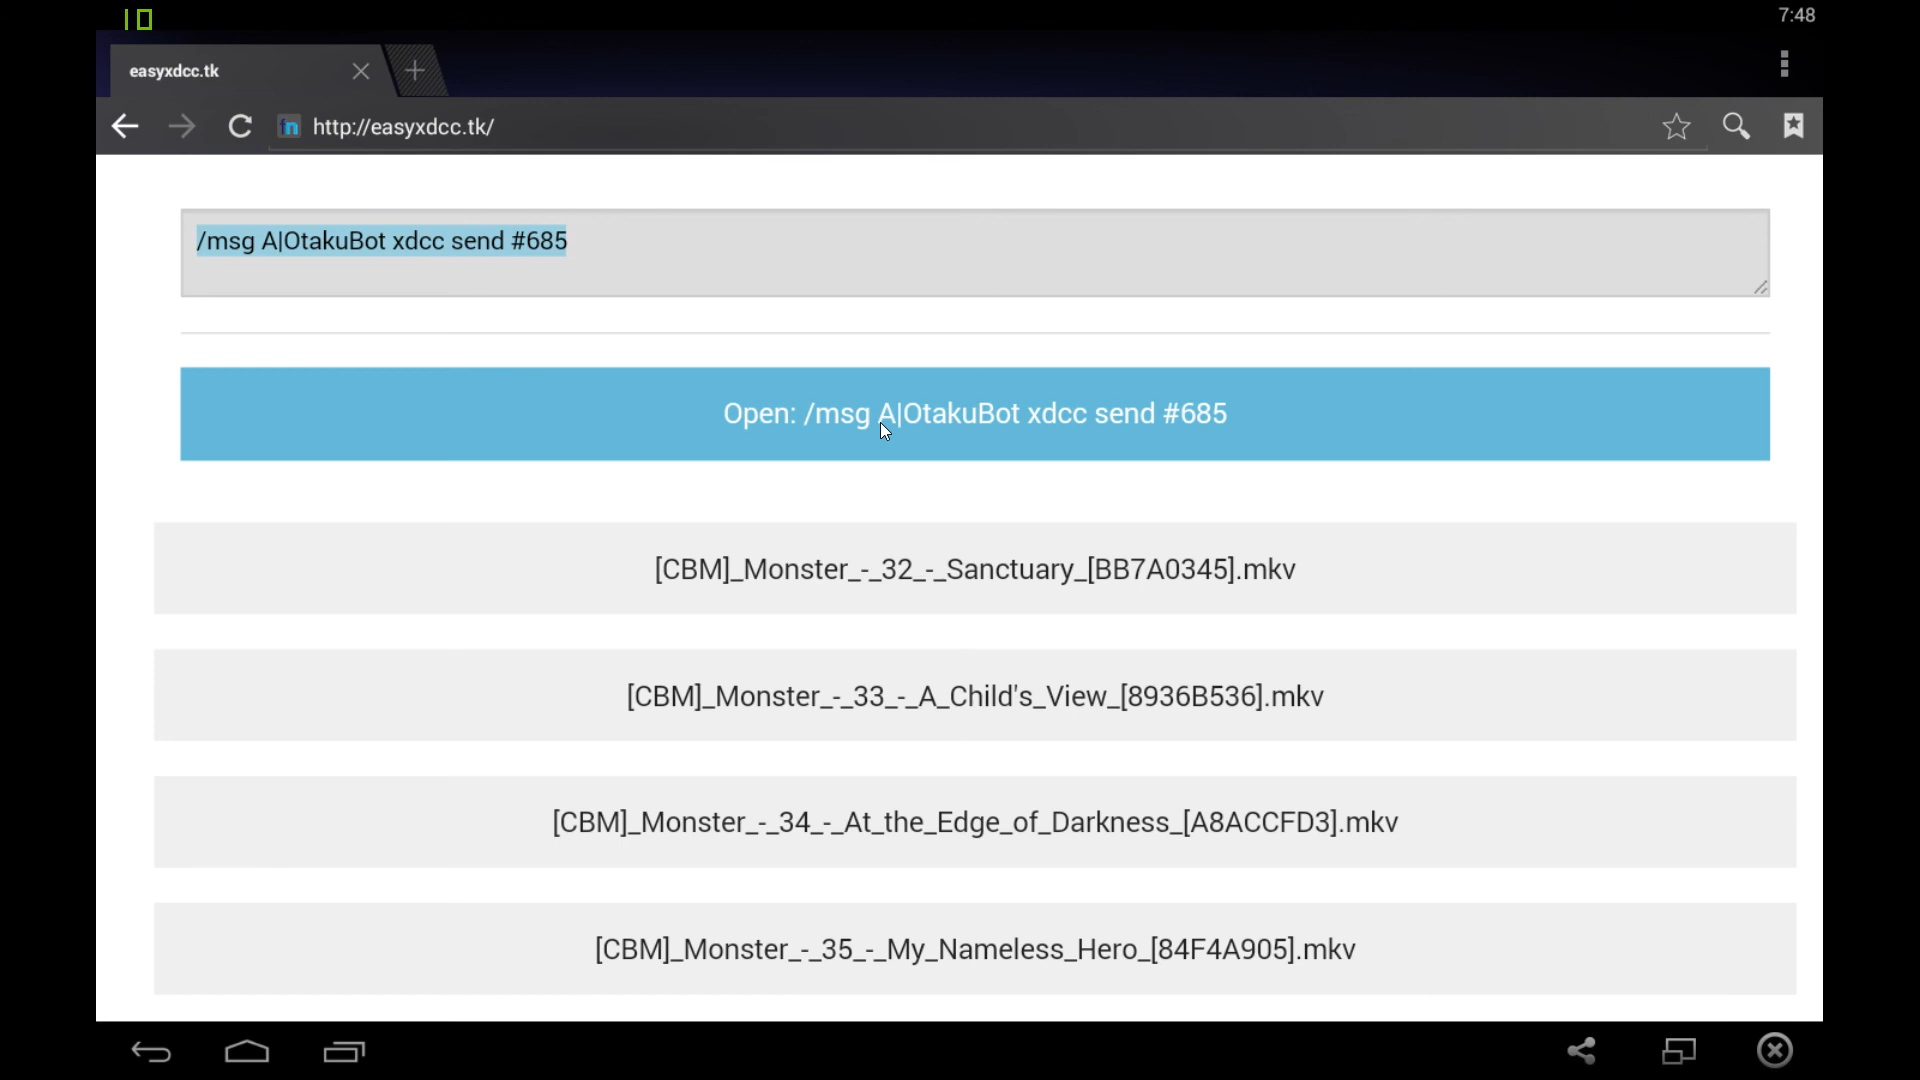 10
7:48
easyxdcc.tk
http://easyxdcc.tk/
/msg A|OtakuBot xdcc send #685
Open: /msg A|OtakuBot xdcc send #685
[CBM]_Monster_-_32_-_Sanctuary_[BB7A0345].mkv
[CBM]_Monster_-_33_-_A_Child's_View_[8936B536].mkv
[CBM]_Monster_-_34_-_At_the_Edge_of_Darkness_[A8ACCFD3].mkv
[CBM]_Monster_-_35_-_My_Nameless_Hero_[84F4A905].mkv